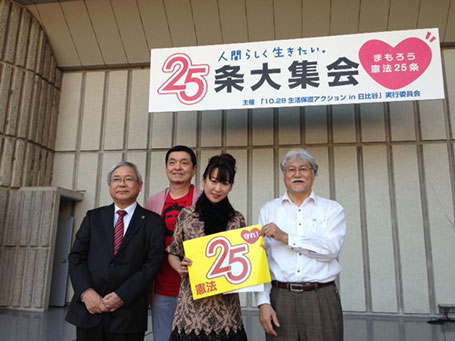 人間らしく生きたい。
25条大集会
まもろう
憲法25条
主催「10.28 生活保護アクション in 日比谷」実行委員会
守れ
25
憲法